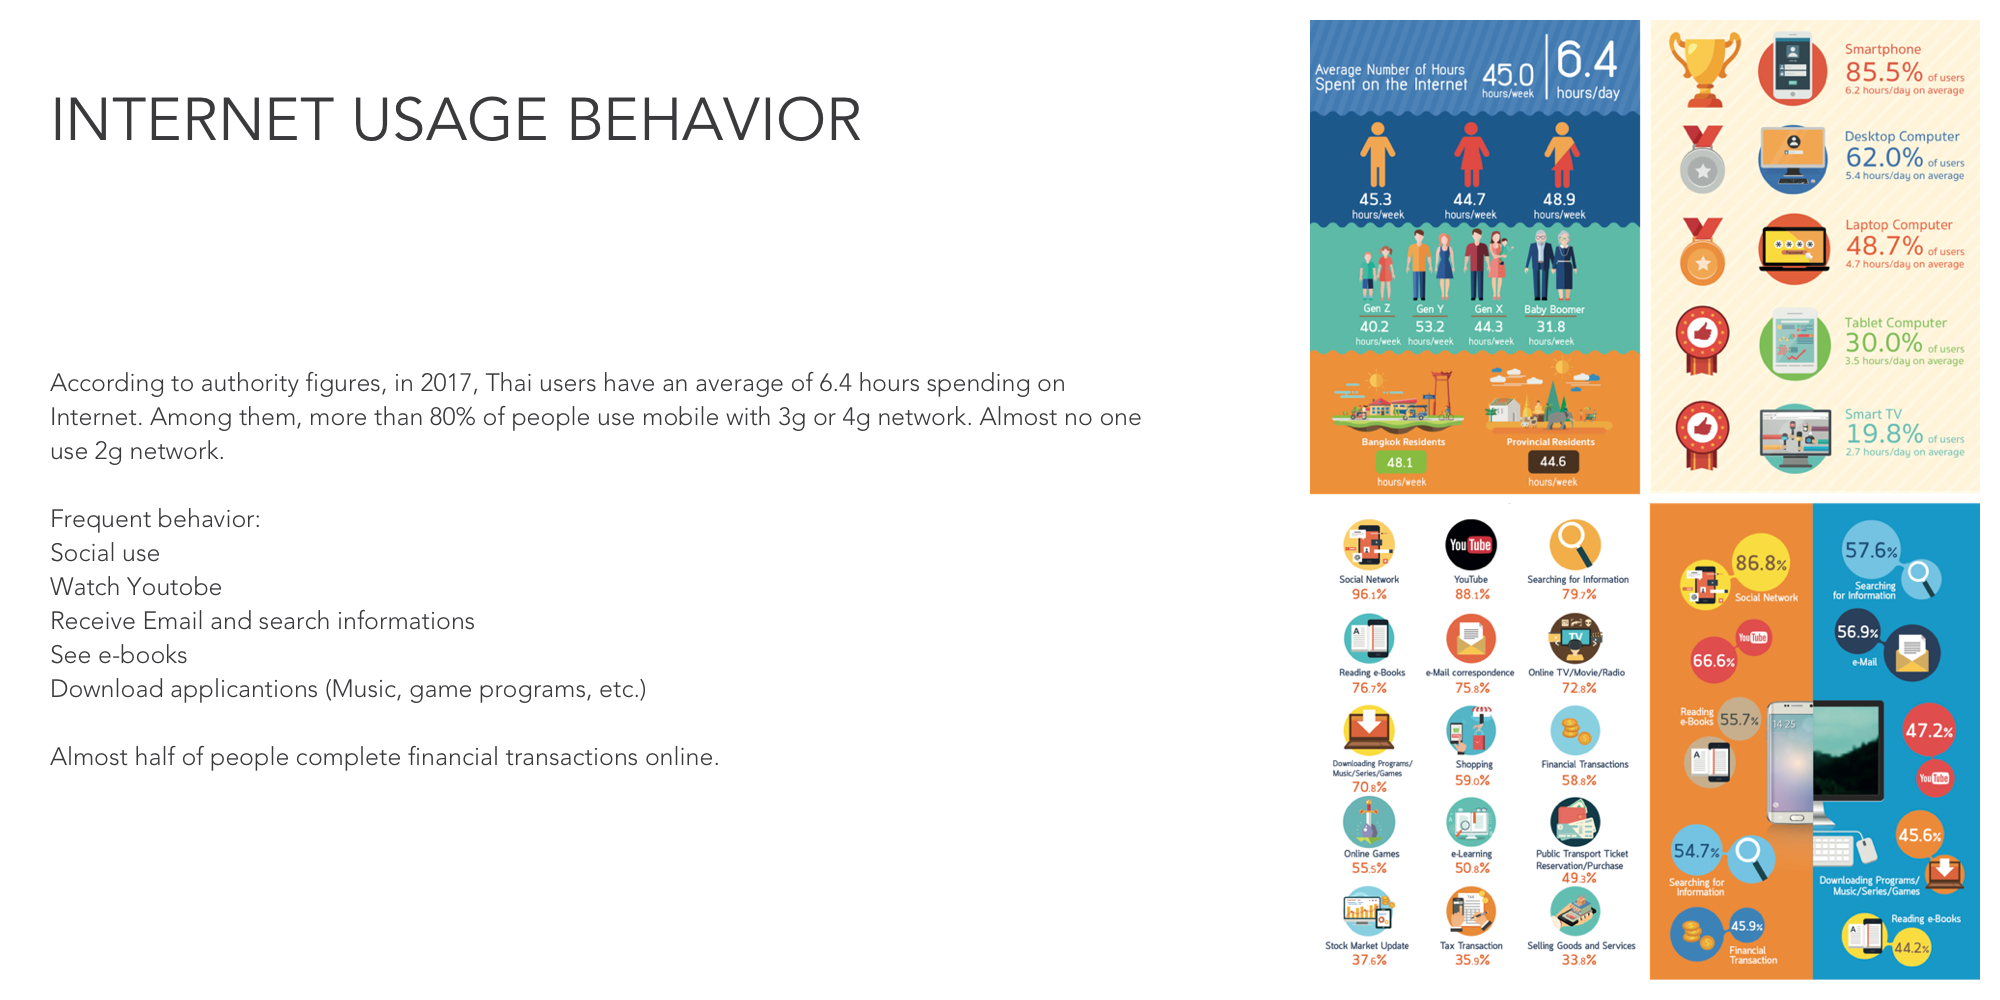 INTERNET USAGE BEHAVIOR
According to authority figures, in 2017, Thai users have an average of 6.4 hours spending on
Internet. Among them, more than 80% of people use mobile with 3g or 4g network. Almost no one
use 2g network.
Frequent behavior:
Social use
Watch Youtobe
Receive Email and search informations
See e-books
Download applicantions (Music, game programs, etc.)
Almost half of people complete financial transactions online.
Average Number of Hours
Spent on the Internet
45.0
hours/week
6.4
hours/day
45.3
hours/week
44.7
hours/week
48.9
hours/week
Gen Z
40.2
hours/week
Gen Y
53.2
hours/week
Gen X
44.3
hours/week
Baby Boomer
31.8
hours/week
Bangkok Residents
48.1
hours/week
Provincial Residents
44.6
hours/week
Smartphone
85.5% of users
6.2 hours/day on average
Desktop Computer
62.0% of users
5.4 hours/day on average
Laptop Computer
48.7% of users
4.7 hours/day on average
Tablet Computer
30.0% of users
3.5 hours/day on average
Smart TV
19.8% of users
2.7 hours/day on average
Social Network
96.1%
You Tube
YouTube
88.1%
Searching for Information
79.7%
A
Reading e-Books
76.7%
e-Mail correspondence
75.8%
TV
Online TV/Movie/Radio
72.8%
Downloading Programs/
Music/Series/Games
70.8%
Shopping
59.0%
Financial Transactions
58.8%
Online Games
55.5%
e-Learning
50.8%
Public Transport Ticket
Reservation/Purchase
49.3%
Stock Market Update
37.6%
Tax Transaction
35.9%
Selling Goods and Services
33.8%
86.8%
Social Network
You Tube
66.6%
Reading
e-Books
55.7%
A
14:25
54.7%
Searching for
Information
45.9%
Financial
Transaction
57.6%
Searching
for Information
56.9%
e-Mail
47.2%
You Tube
45.6%
Downloading Programs/
Music/Series/Games
Reading e-Books
A
44.2%